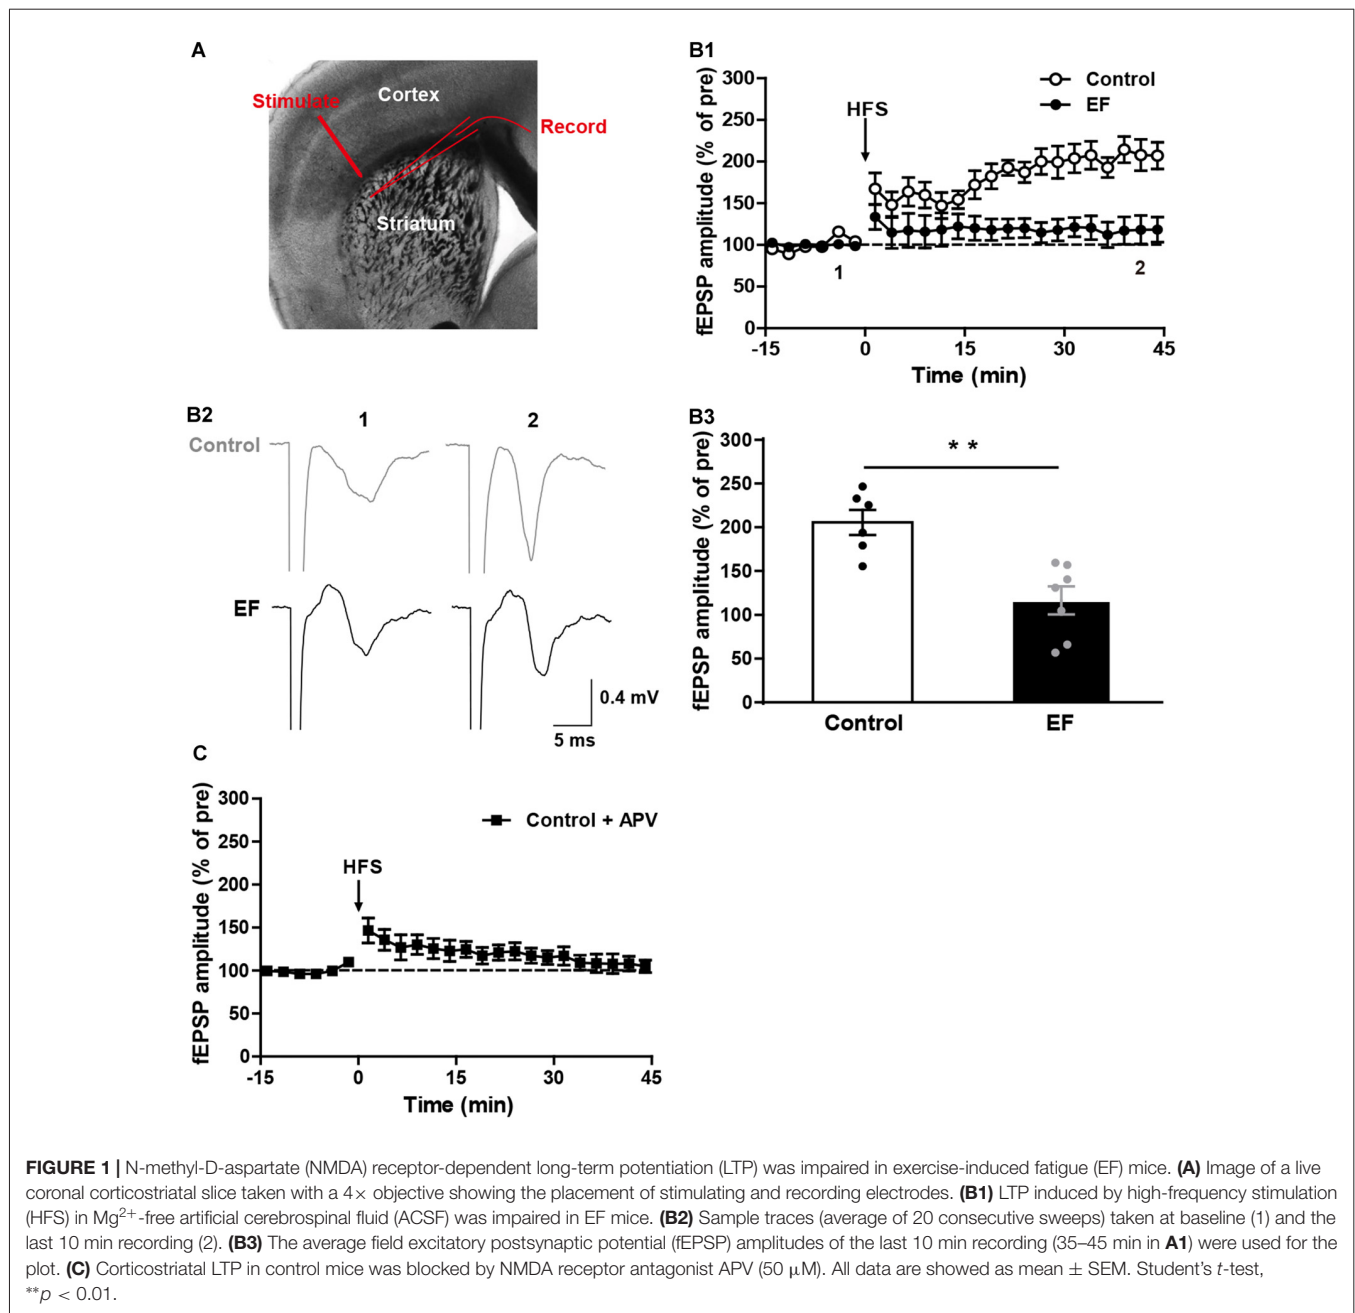 A
Cortex
Stimulate
Record
Striatum
B1
fEPSP amplitude (% of pre)
300
250
200
150
100
50
0
HFS
Control
EF
1
2
-15
0
15
30
45
Time (min)
B2
1
2
Control
EF
0.4 mV
5 ms
B3
fEPSP amplitude (% of pre)
300
250
200
150
100
50
0
* *
Control
EF
C
fEPSP amplitude (% of pre)
300
250
200
150
100
50
0
HFS
Control + APV
-15
0
15
30
45
Time (min)
FIGURE 1 | N-methyl-D-aspartate (NMDA) receptor-dependent long-term potentiation (LTP) was impaired in exercise-induced fatigue (EF) mice. (A) Image of a live
coronal corticostriatal slice taken with a 4× objective showing the placement of stimulating and recording electrodes. (B1) LTP induced by high-frequency stimulation
(HFS) in Mg²⁺-free artificial cerebrospinal fluid (ACSF) was impaired in EF mice. (B2) Sample traces (average of 20 consecutive sweeps) taken at baseline (1) and the
last 10 min recording (2). (B3) The average field excitatory postsynaptic potential (fEPSP) amplitudes of the last 10 min recording (35–45 min in A1) were used for the
plot. (C) Corticostriatal LTP in control mice was blocked by NMDA receptor antagonist APV (50 μM). All data are showed as mean ± SEM. Student's t-test,
**p < 0.01.